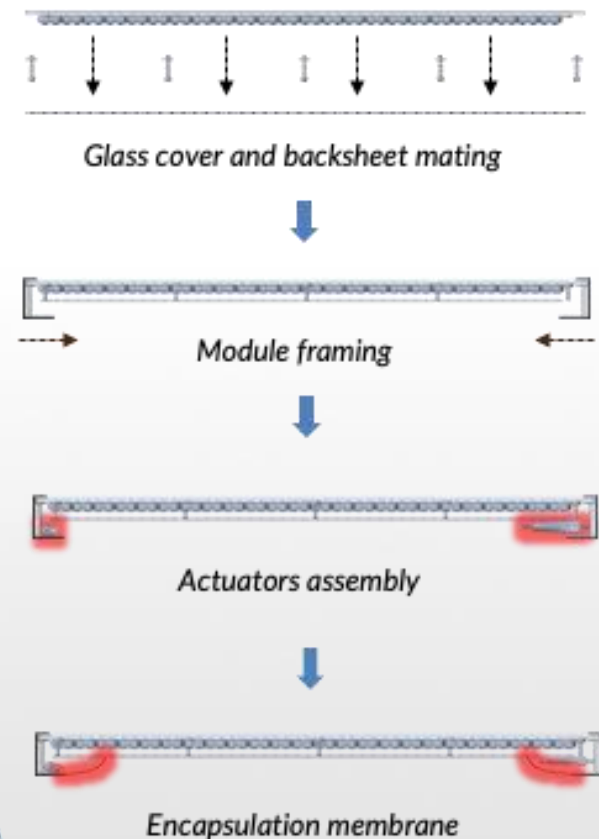 Glass cover and backsheet mating
Module framing
Actuators assembly
Encapsulation membrane